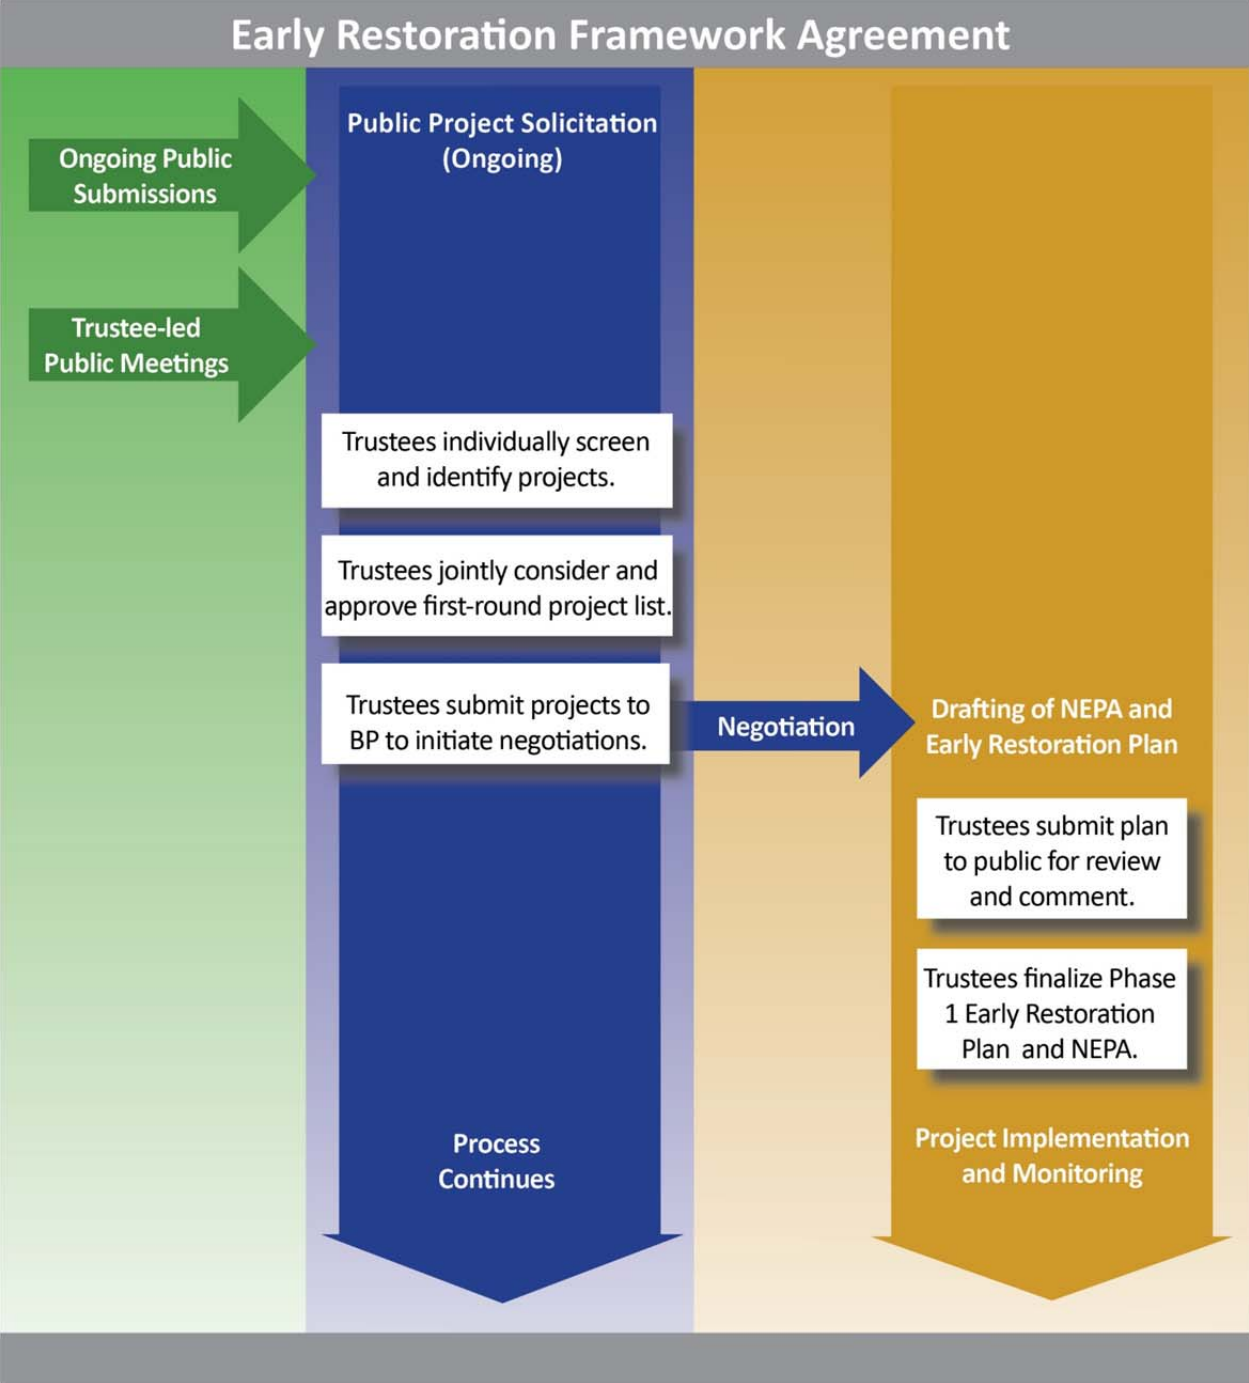 Early Restoration Framework Agreement
Ongoing Public
Submissions
Trustee-led
Public Meetings
Public Project Solicitation
(Ongoing)
Trustees individually screen
and identify projects.
Trustees jointly consider and
approve first-round project list.
Trustees submit projects to
BP to initiate negotiations.
Process
Continues
Negotiation
Drafting of NEPA and
Early Restoration Plan
Trustees submit plan
to public for review
and comment.
Trustees finalize Phase
1 Early Restoration
Plan and NEPA.
Project Implementation
and Monitoring